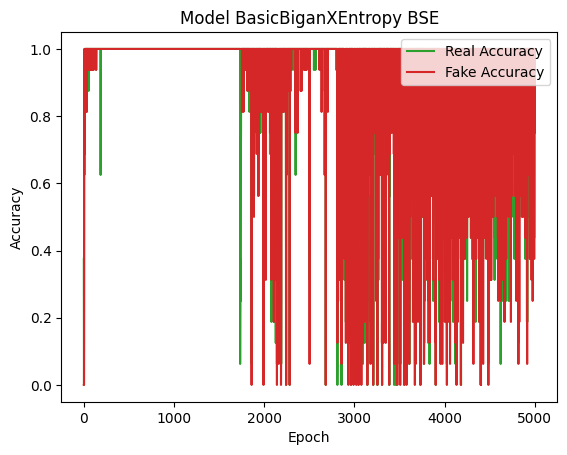 Model BasicBiganXEntropy BSE
Real Accuracy
Fake Accuracy
Accuracy
1.0
0.8
0.6
0.4
0.2
0.0
0 1000 2000 3000 4000 5000
Epoch